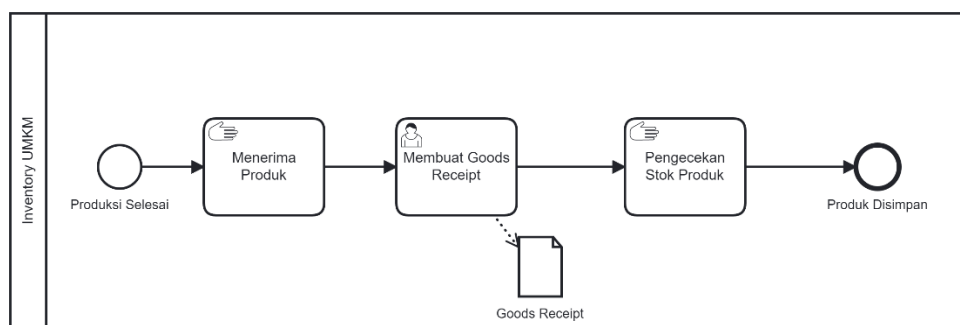 Inventory UMKM
Produksi Selesai
Menerima
Produk
Membuat Goods
Receipt
Pengecekan
Stok Produk
Produk Disimpan
Goods Receipt